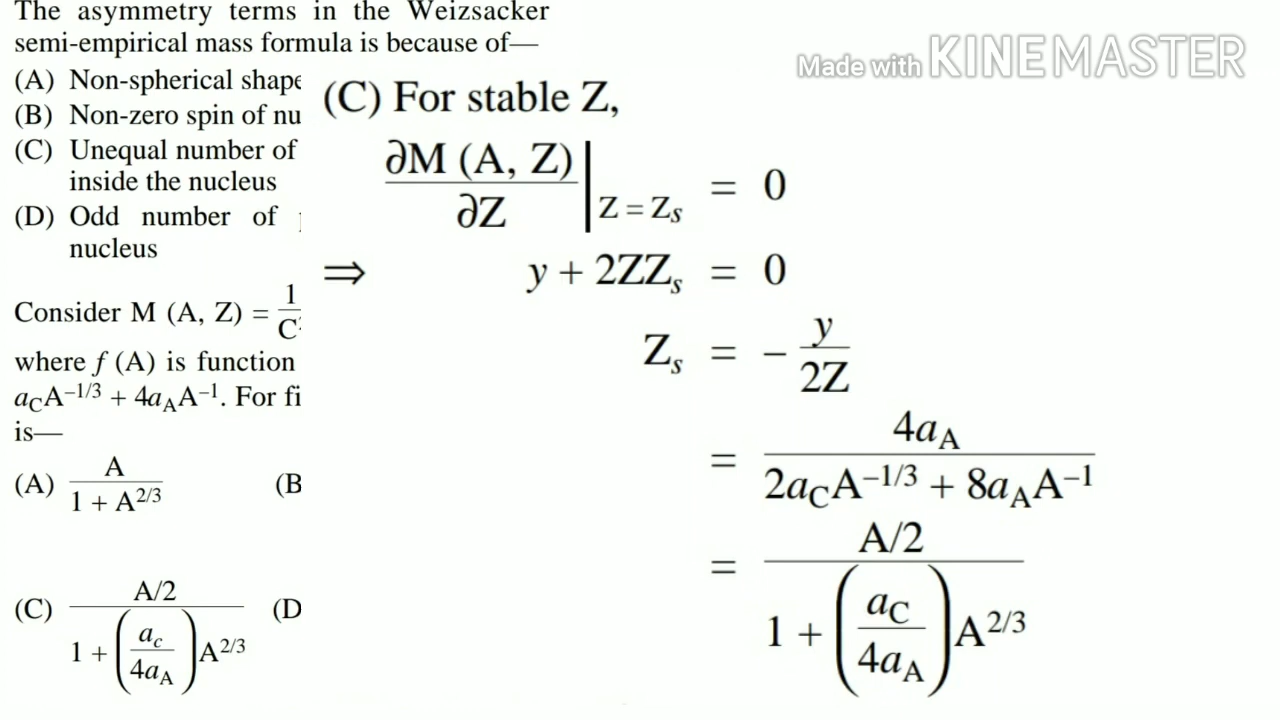 The asymmetry terms in the Weizsacker
semi-empirical mass formula is because of—
(A) Non-spherical shape
(B) Non-zero spin of nu
(C) Unequal number of
inside the nucleus
(D) Odd number of
nucleus
Consider M (A, Z) = 1/C
where f (A) is function
a_C A^{–1/3} + 4a_A A^{–1}. For fi
is—
(A) A/(1 + A^{2/3}) (B
(C) (A/2)/(1 + (a_c/4a_A) A^{2/3}) (D
Made with KINEMASTER
(C) For stable Z,
∂M (A, Z)/∂Z |_{Z = Z_s} = 0
⇒ y + 2ZZ_s = 0
Z_s = – y/2Z
= 4a_A/(2a_C A^{–1/3} + 8a_A A^{–1})
= (A/2)/(1 + (a_C/4a_A) A^{2/3})